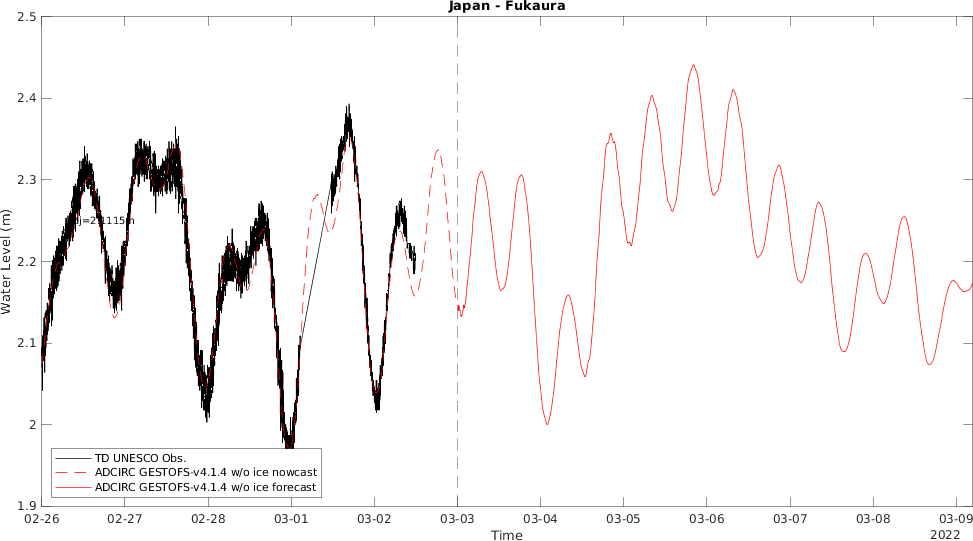 Japan - Fukaura
2.5
2.4
2.3
2.2
2.1
2
1.9
Water Level (m)
TD UNESCO Obs.
ADCIRC GESTOFS-v4.1.4 w/o ice nowcast
ADCIRC GESTOFS-v4.1.4 w/o ice forecast
02-26 02-27 02-28 03-01 03-02 03-03 03-04 03-05 03-06 03-07 03-08 03-09
Time
2022